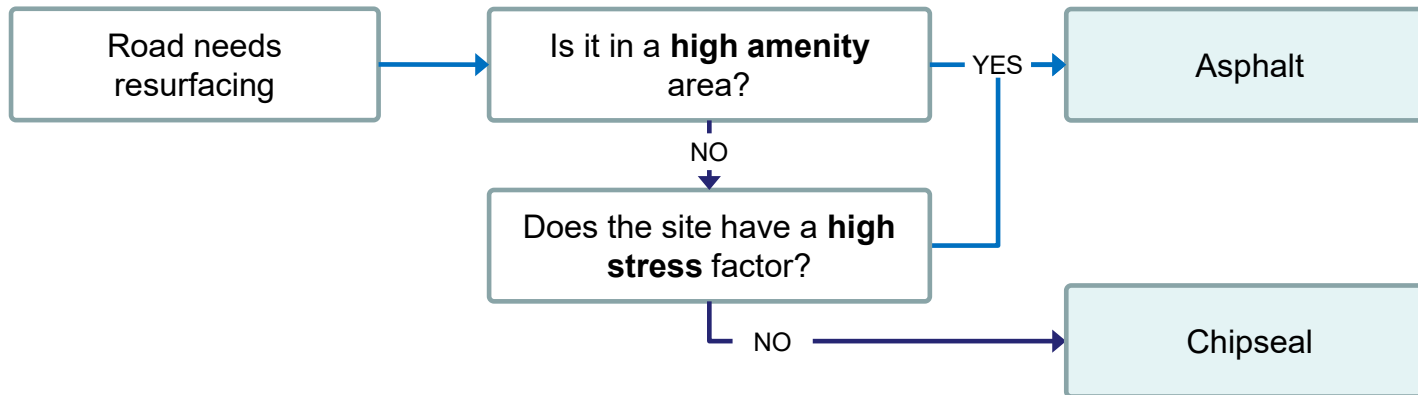 Road needs
resurfacing
Is it in a high amenity
area?
YES
Asphalt
NO
Does the site have a high
stress factor?
NO
Chipseal